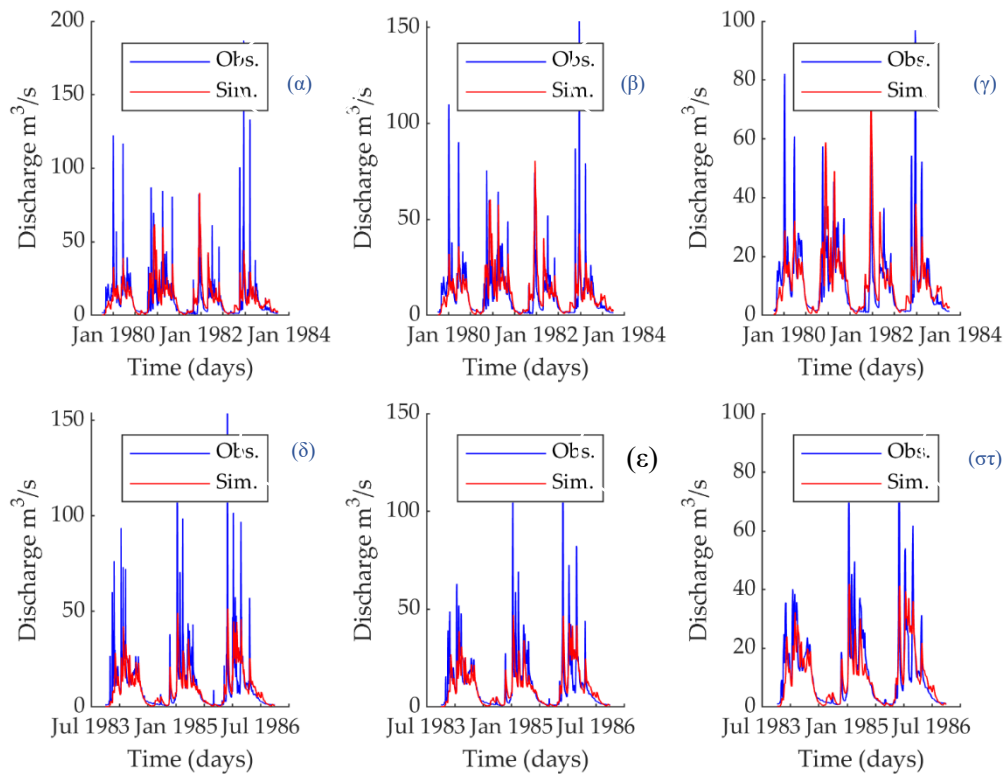 200
150
100
50
0
Discharge m³/s
Obs.
Sim.
(α)
Jan 1980 Jan 1982 Jan 1984
Time (days)
150
100
50
0
Discharge m³/s
Obs.
Sim.
(β)
Jan 1980 Jan 1982 Jan 1984
Time (days)
100
80
60
40
20
0
Discharge m³/s
Obs.
Sim.
(γ)
Jan 1980 Jan 1982 Jan 1984
Time (days)
150
100
50
0
Discharge m³/s
Obs.
Sim.
(δ)
Jul 1983 Jan 1985 Jul 1986
Time (days)
150
100
50
0
Discharge m³/s
Obs.
Sim.
(ε)
Jul 1983 Jan 1985 Jul 1986
Time (days)
100
80
60
40
20
0
Discharge m³/s
Obs.
Sim.
(στ)
Jul 1983 Jan 1985 Jul 1986
Time (days)